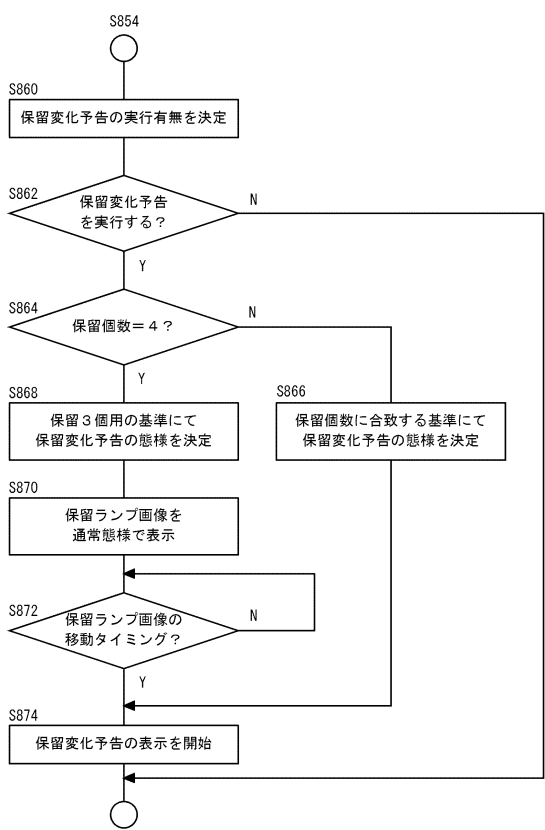 S854
S860
保留変化予告の実行有無を決定
S862
保留変化予告
を実行する？
N
Y
S864
保留個数＝４？
N
Y
S868
保留３個用の基準にて
保留変化予告の態様を決定
S866
保留個数に合致する基準にて
保留変化予告の態様を決定
S870
保留ランプ画像を
通常態様で表示
S872
保留ランプ画像の
移動タイミング？
N
Y
S874
保留変化予告の表示を開始